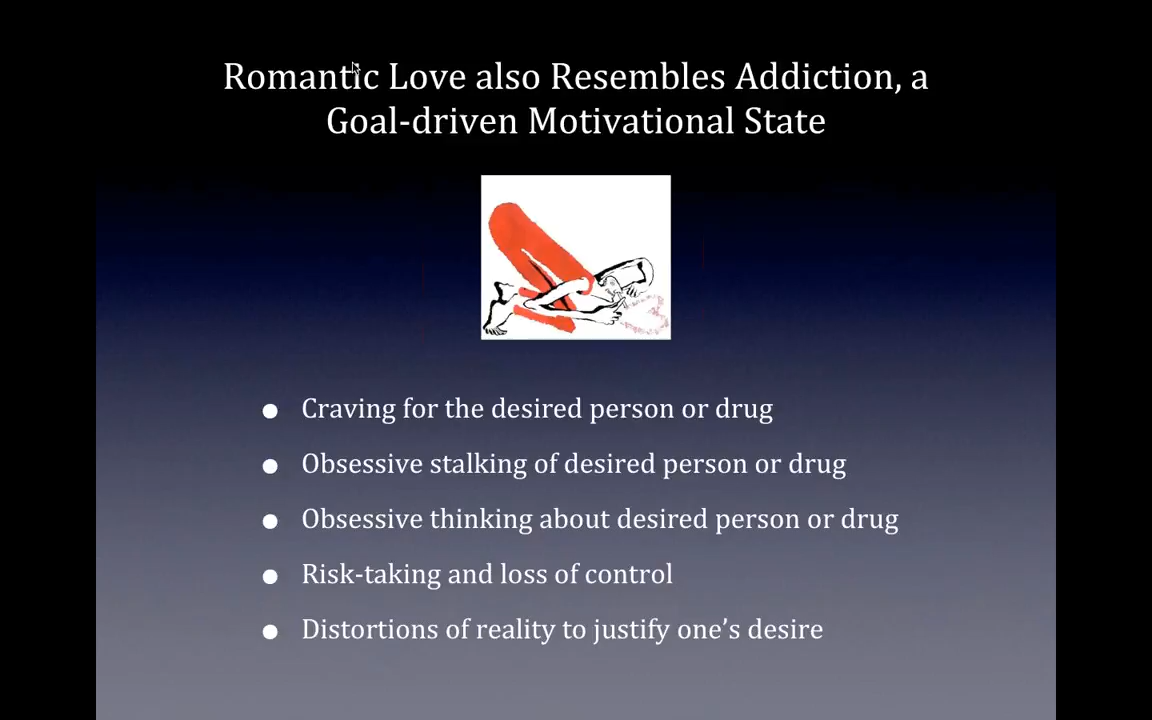 Romantic Love also Resembles Addiction, a
Goal-driven Motivational State
● Craving for the desired person or drug
● Obsessive stalking of desired person or drug
● Obsessive thinking about desired person or drug
● Risk-taking and loss of control
● Distortions of reality to justify one’s desire